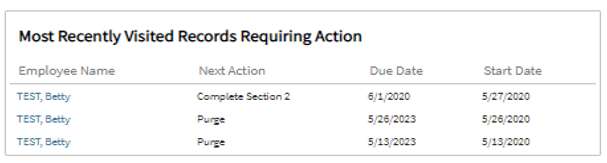 Most Recently Visited Records Requiring Action
Employee Name Next Action Due Date Start Date
TEST, Betty Complete Section 2 6/1/2020 5/27/2020
TEST, Betty Purge 5/26/2023 5/26/2020
TEST, Betty Purge 5/13/2023 5/13/2020